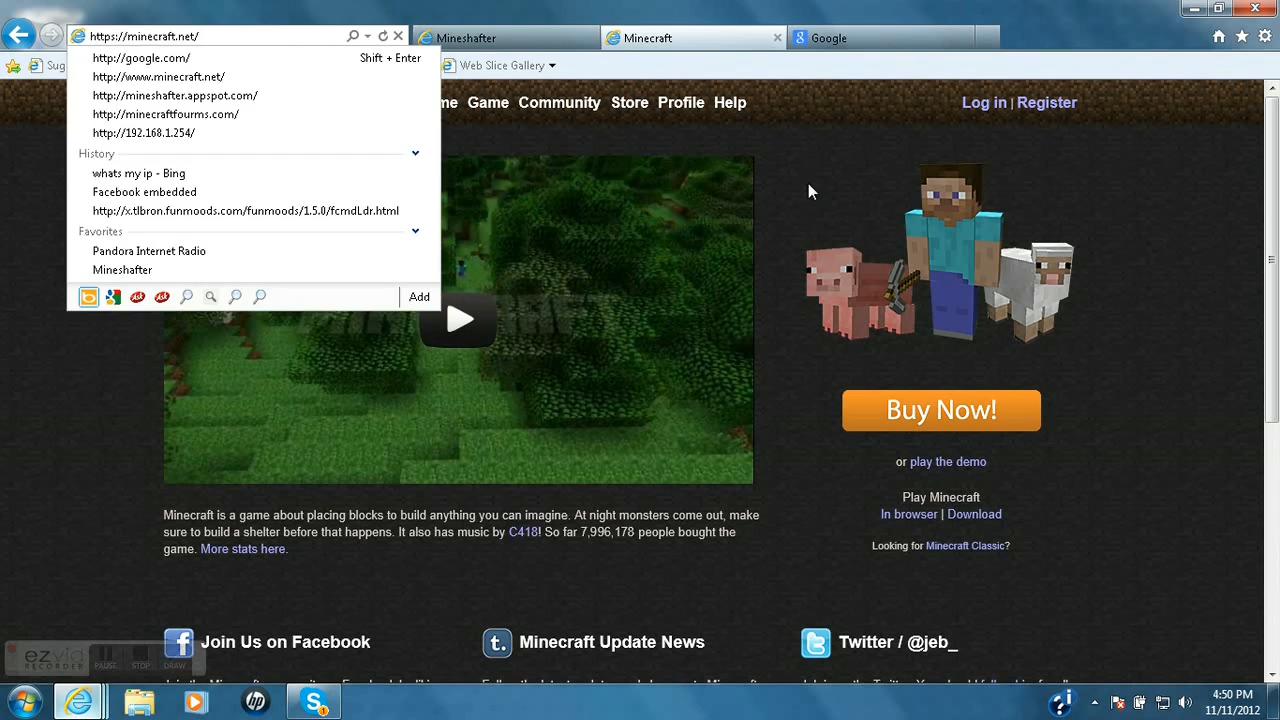 https://minecraft.net/
Mineshafter
Minecraft
Google
http://google.com/
Shift + Enter
http://www.minecraft.net/
http://mineshafter.appspot.com/
http://minecraftfourms.com/
http://192.168.1.254/
History
whats my ip - Bing
Facebook embedded
http://x.tlbron.funmoods.com/funmoods/1.5.0/fcmdLdr.html
Favorites
Pandora Internet Radio
Mineshafter
Add
Sug
Web Slice Gallery
me Game Community Store Profile Help
Log in | Register
Buy Now!
or play the demo
Play Minecraft
In browser | Download
Looking for Minecraft Classic?
Minecraft is a game about placing blocks to build anything you can imagine. At night monsters come out, make
sure to build a shelter before that happens. It also has music by C418! So far 7,996,178 people bought the
game. More stats here.
Join Us on Facebook
Minecraft Update News
Twitter / @jeb_
ezvid
RECORDER
PAUSE
STOP
DRAW
4:50 PM
11/11/2012